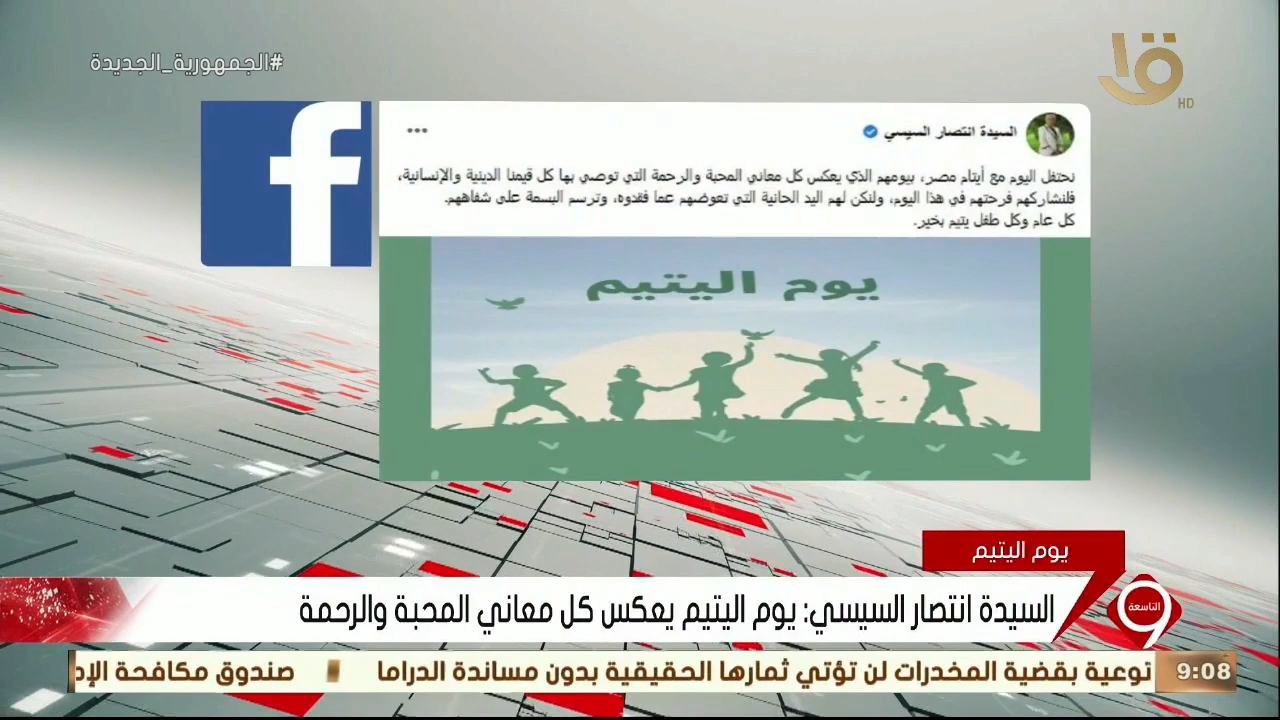 #الجمهورية_الجديدة
HD
السيدة انتصار السيسي
نحتفل اليوم مع أيتام مصر، بيومهم الذي يعكس كل معاني المحبة والرحمة التي توصي بها كل قيمنا الدينية والإنسانية،
فلنشاركهم فرحتهم في هذا اليوم، ولنكن لهم اليد الحانية التي تعوضهم عما فقدوه، وترسم البسمة على شفاههم.
كل عام وكل طفل يتيم بخير.
يوم اليتيم
يوم اليتيم
التاسعة
9
السيدة انتصار السيسي: يوم اليتيم يعكس كل معاني المحبة والرحمة
9:08
توعية بقضية المخدرات لن تؤتي ثمارها الحقيقية بدون مساندة الدراما
صندوق مكافحة الإد